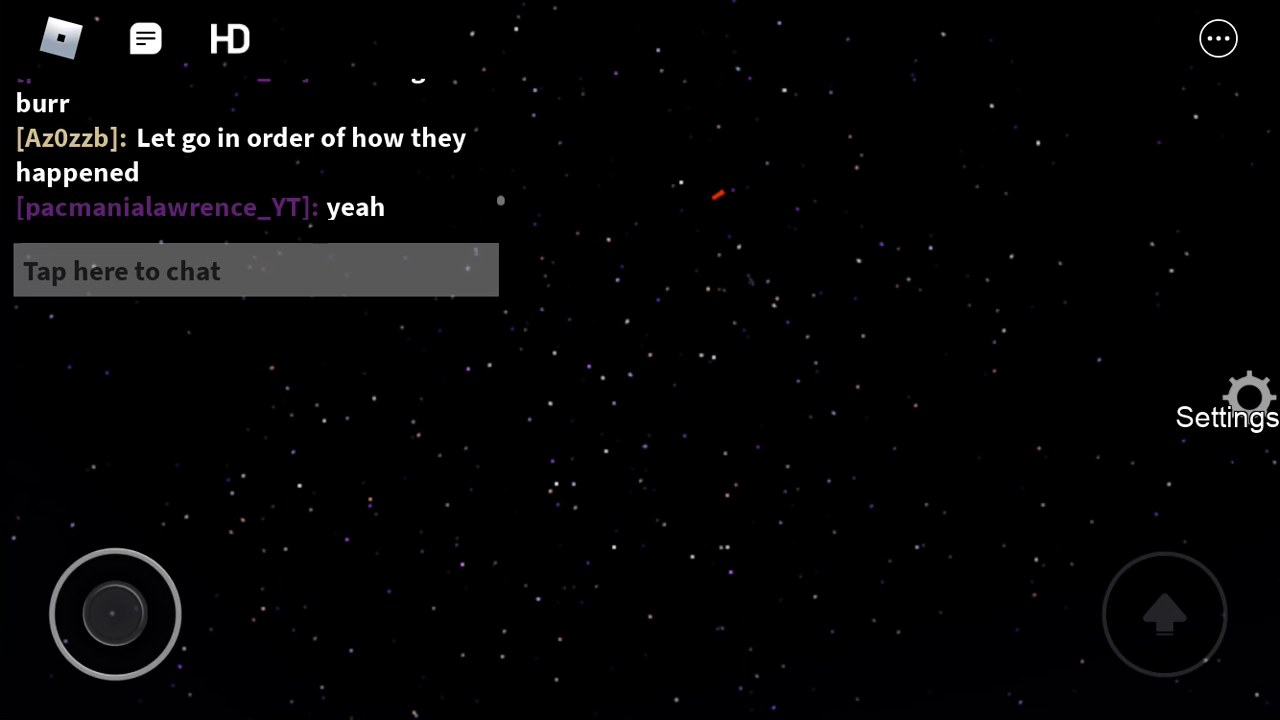 HD
burr
[Az0zzb]: Let go in order of how they
happened
[pacmanialawrence_YT]: yeah
Tap here to chat
Settings